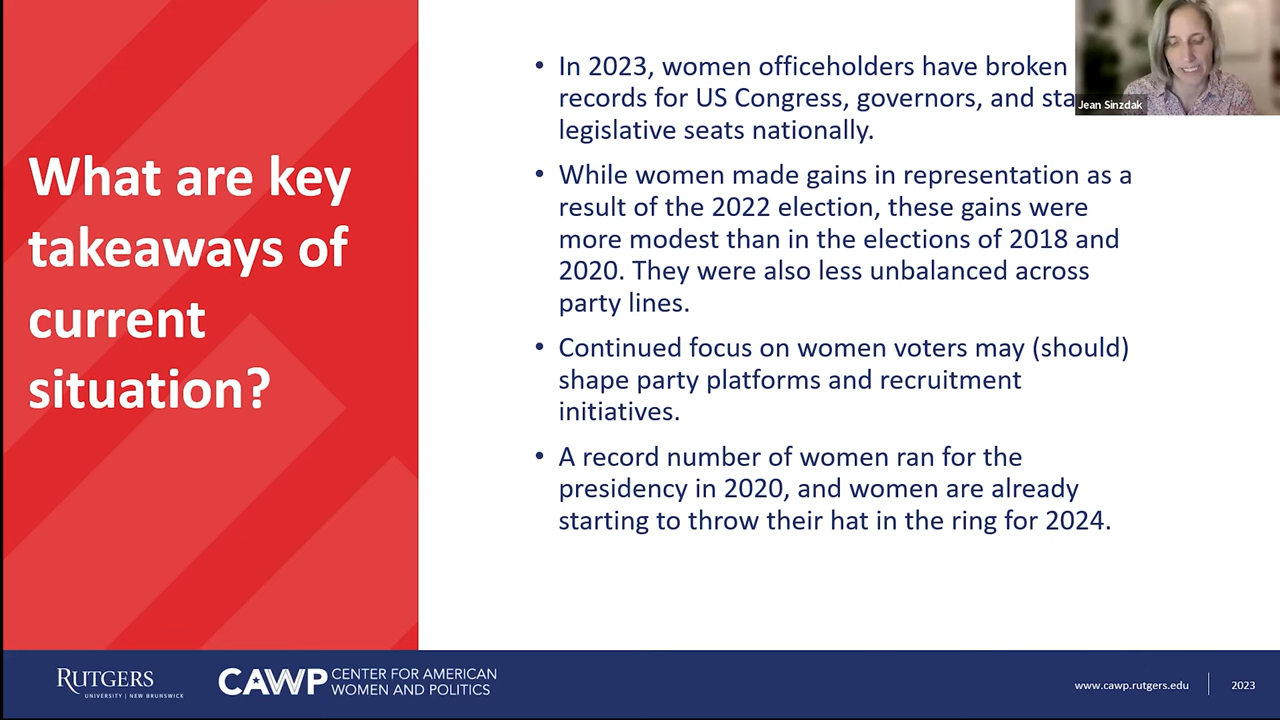 What are key
takeaways of
current
situation?
• In 2023, women officeholders have broken
records for US Congress, governors, and sta
legislative seats nationally.
• While women made gains in representation as a
result of the 2022 election, these gains were
more modest than in the elections of 2018 and
2020. They were also less unbalanced across
party lines.
• Continued focus on women voters may (should)
shape party platforms and recruitment
initiatives.
• A record number of women ran for the
presidency in 2020, and women are already
starting to throw their hat in the ring for 2024.
Jean Sinzdak
RUTGERS
UNIVERSITY | NEW BRUNSWICK
CAWP
CENTER FOR AMERICAN
WOMEN AND POLITICS
www.cawp.rutgers.edu
2023